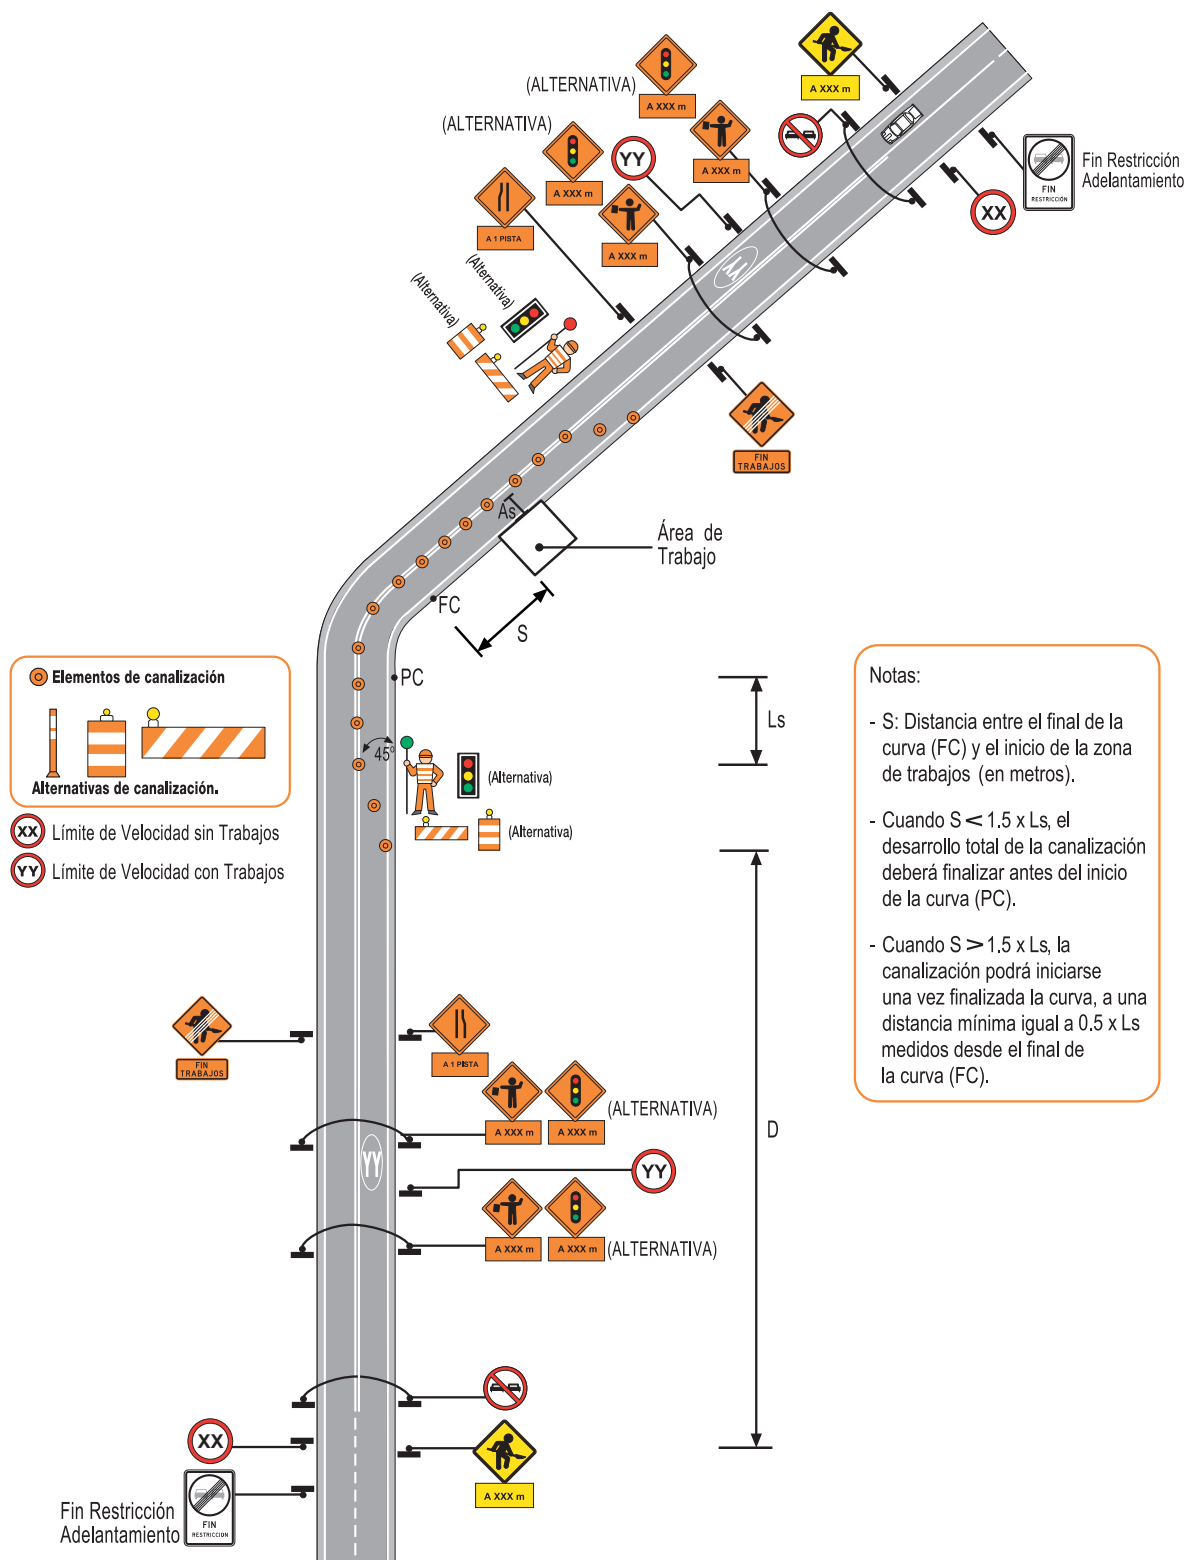 A XXX m
(ALTERNATIVA)
A XXX m
(ALTERNATIVA)
A XXX m
YY
A XXX m
A 1 PISTA
A XXX m
XX
FIN
RESTRICCIÓN
Fin Restricción
Adelantamiento
(Alternativa)
(Alternativa)
YY
FIN
TRABAJOS
As
Área de
Trabajo
FC
S
PC
Ls
45°
(Alternativa)
(Alternativa)
Elementos de canalización
Alternativas de canalización.
XX Límite de Velocidad sin Trabajos
YY Límite de Velocidad con Trabajos
Notas:
- S: Distancia entre el final de la
curva (FC) y el inicio de la zona
de trabajos (en metros).
- Cuando S < 1.5 x Ls, el
desarrollo total de la canalización
deberá finalizar antes del inicio
de la curva (PC).
- Cuando S > 1.5 x Ls, la
canalización podrá iniciarse
una vez finalizada la curva, a una
distancia mínima igual a 0.5 x Ls
medidos desde el final de
la curva (FC).
FIN
TRABAJOS
A 1 PISTA
A XXX m
A XXX m
(ALTERNATIVA)
D
YY
YY
A XXX m
A XXX m
(ALTERNATIVA)
XX
A XXX m
FIN
RESTRICCION
Fin Restricción
Adelantamiento